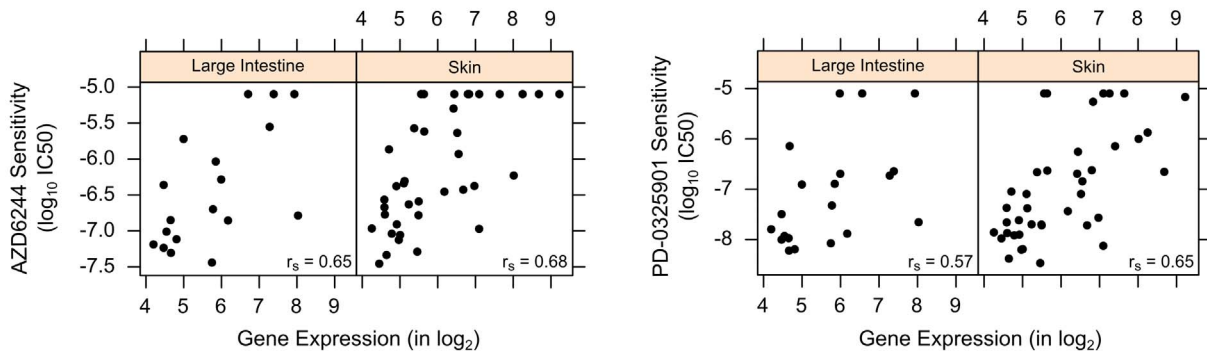 4 5 6 7 8 9
Large Intestine Skin
AZD6244 Sensitivity
(log10 IC50)
-5.0
-5.5
-6.0
-6.5
-7.0
-7.5
rs = 0.65 rs = 0.68
4 5 6 7 8 9
Gene Expression (in log2)
4 5 6 7 8 9
Large Intestine Skin
PD-0325901 Sensitivity
(log10 IC50)
-5
-6
-7
-8
rs = 0.57 rs = 0.65
4 5 6 7 8 9
Gene Expression (in log2)